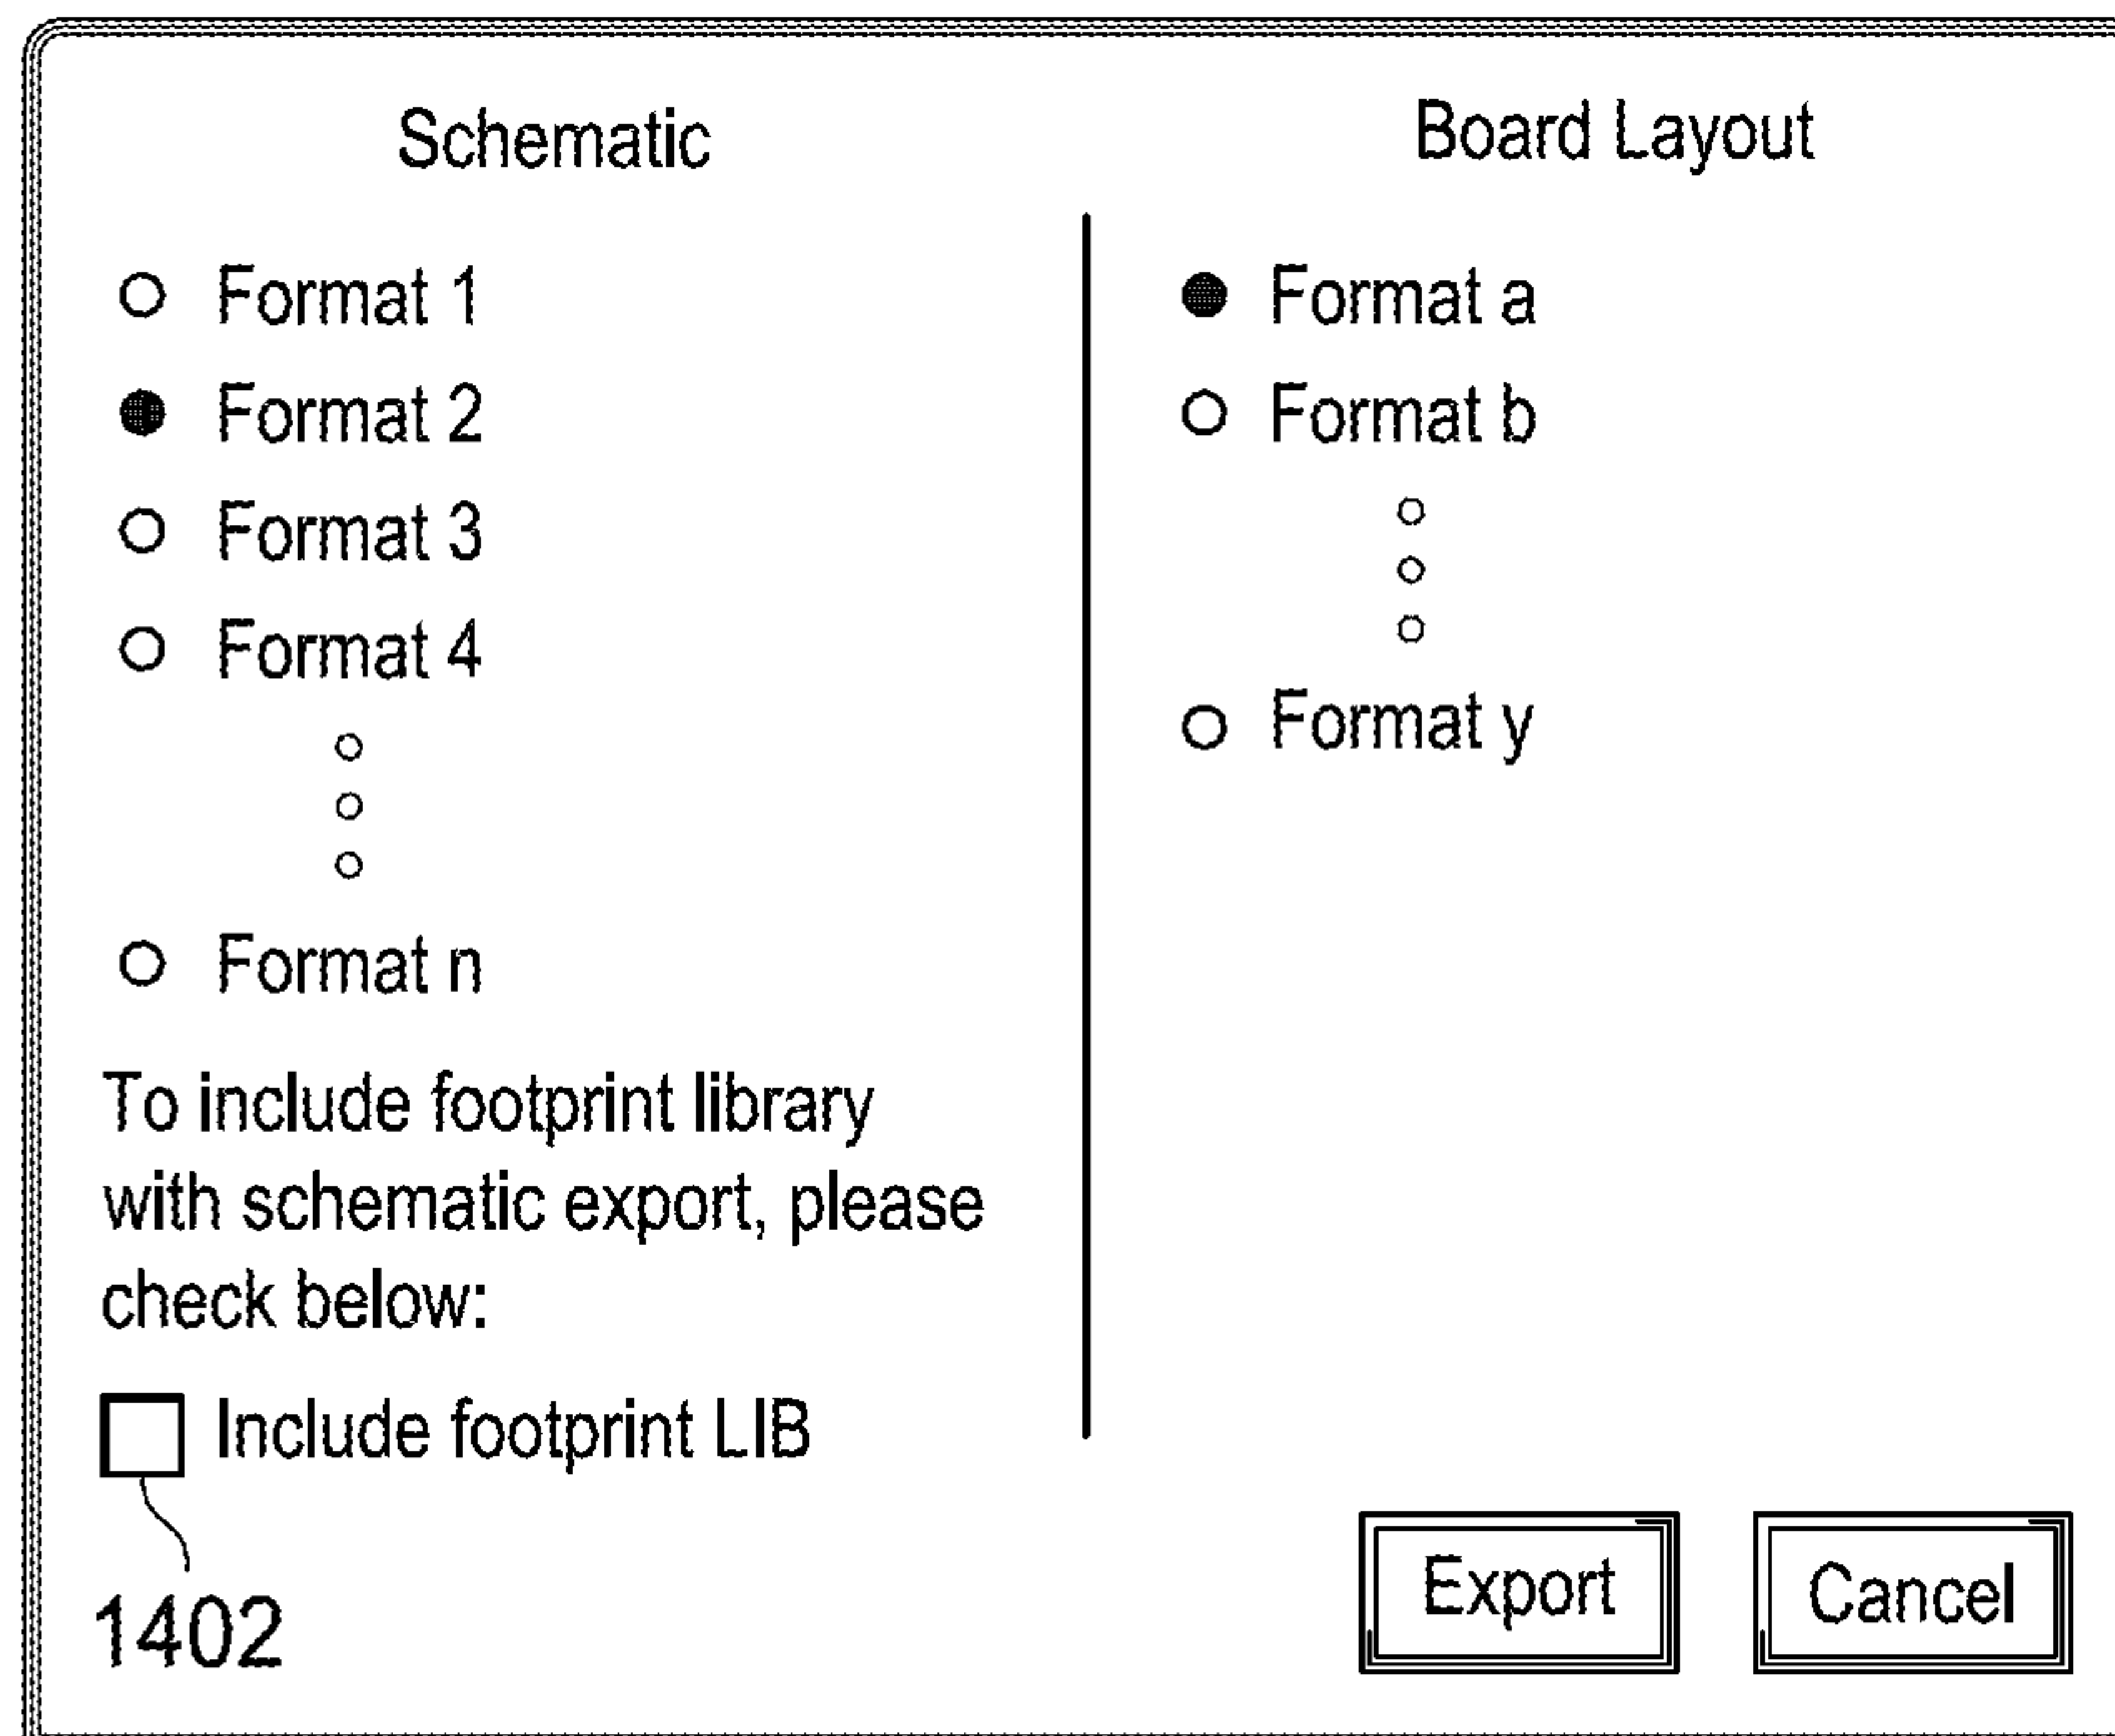 Schematic
Format 1
Format 2
Format 3
Format 4
Format n
To include footprint library
with schematic export, please
check below:
Include footprint LIB
1402
Board Layout
Format a
Format b
Format y
Export
Cancel